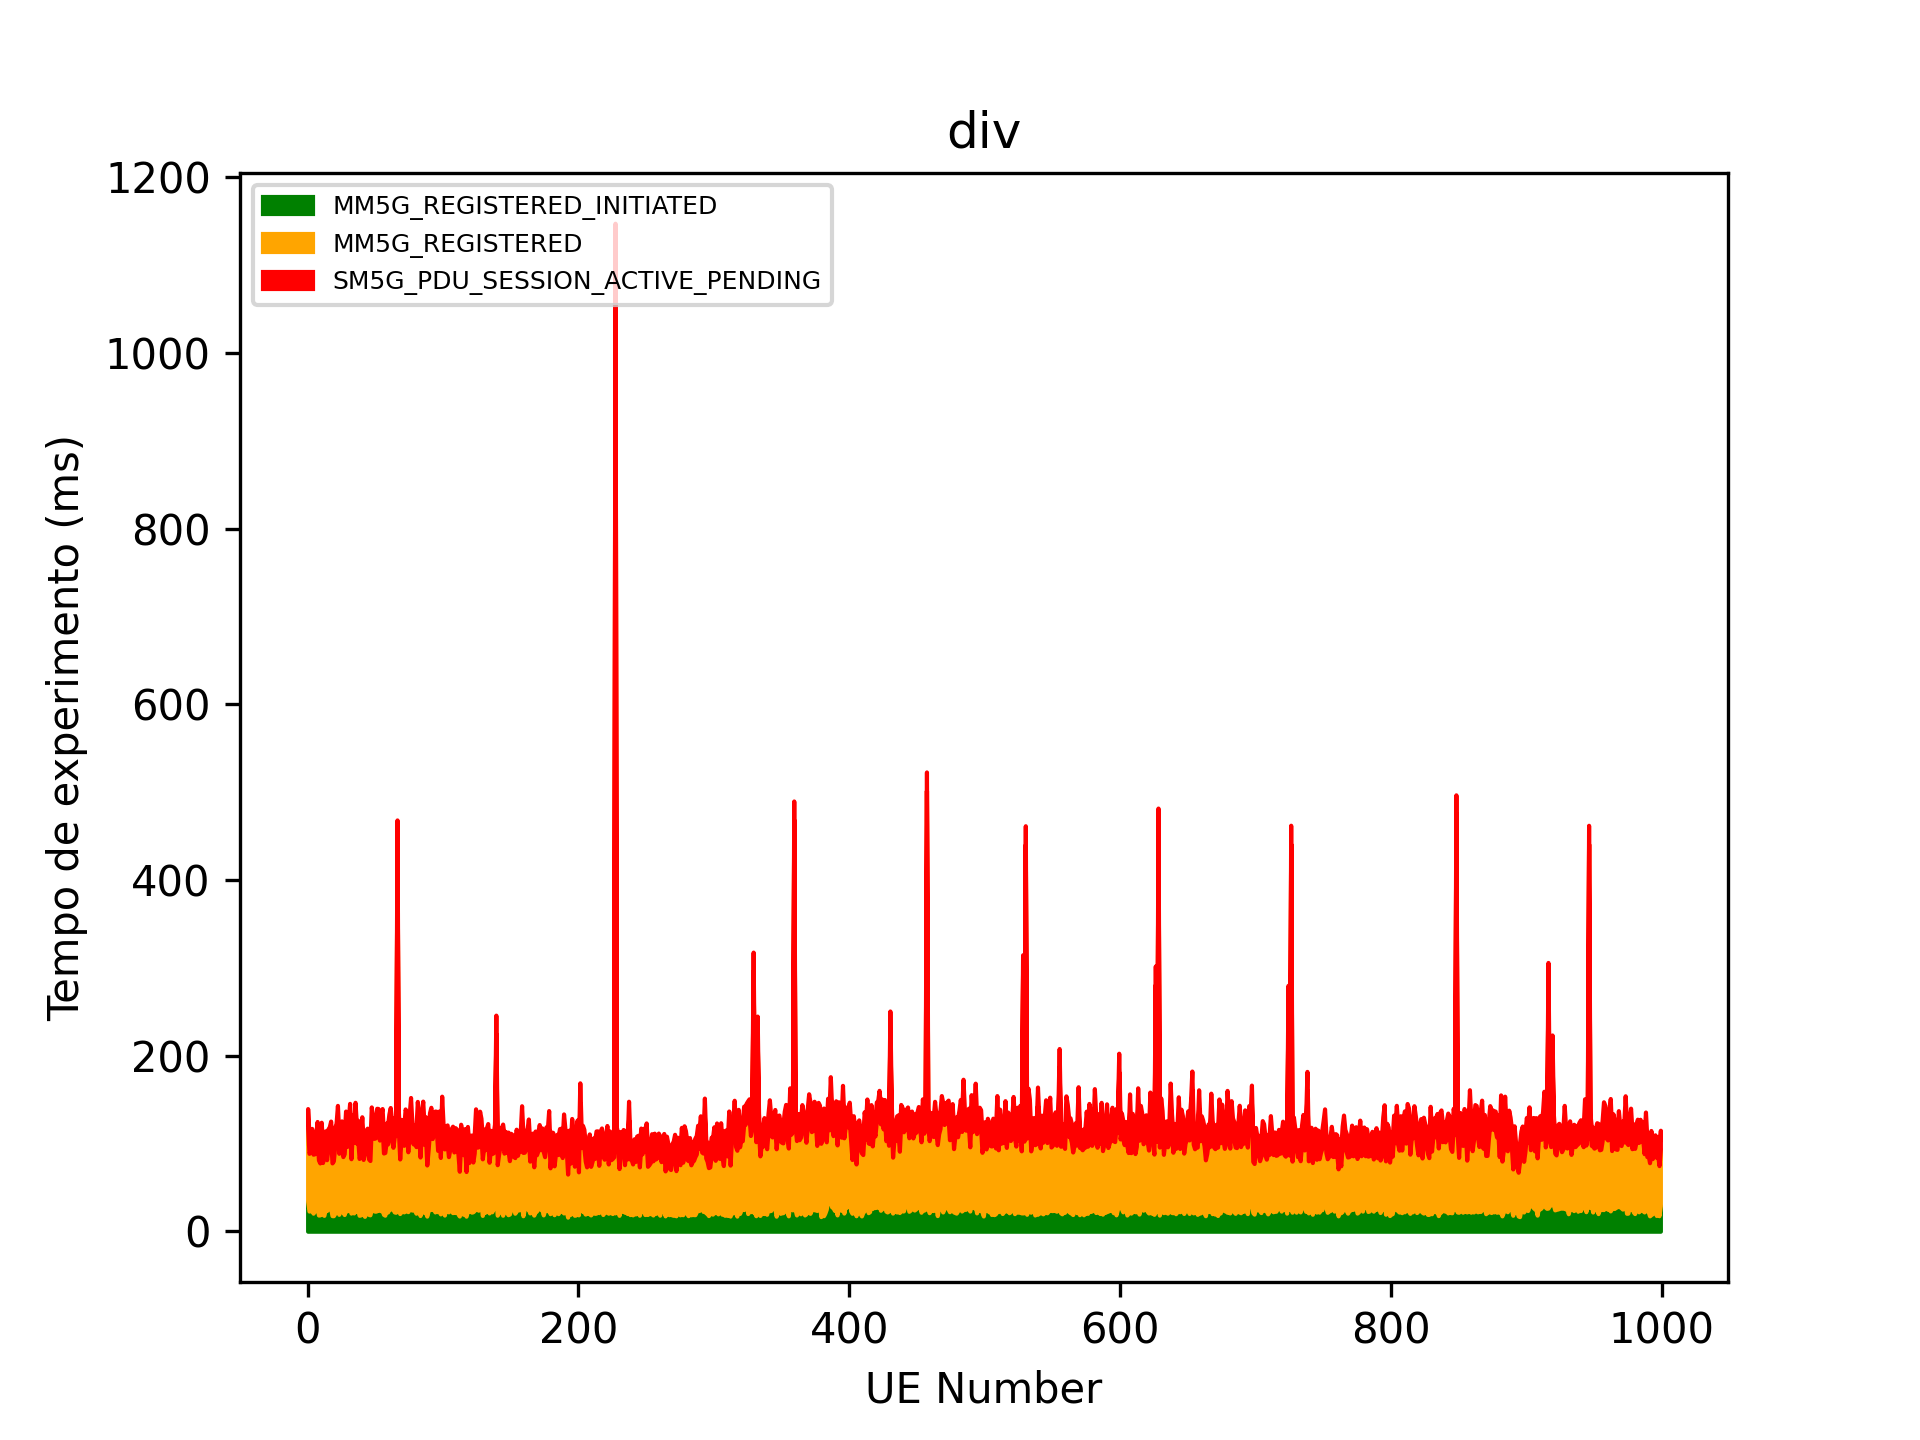 div
1200
1000
800
600
400
200
0
Tempo de experimento (ms)
MM5G_REGISTERED_INITIATED
MM5G_REGISTERED
SM5G_PDU_SESSION_ACTIVE_PENDING
0 200 400 600 800 1000
UE Number